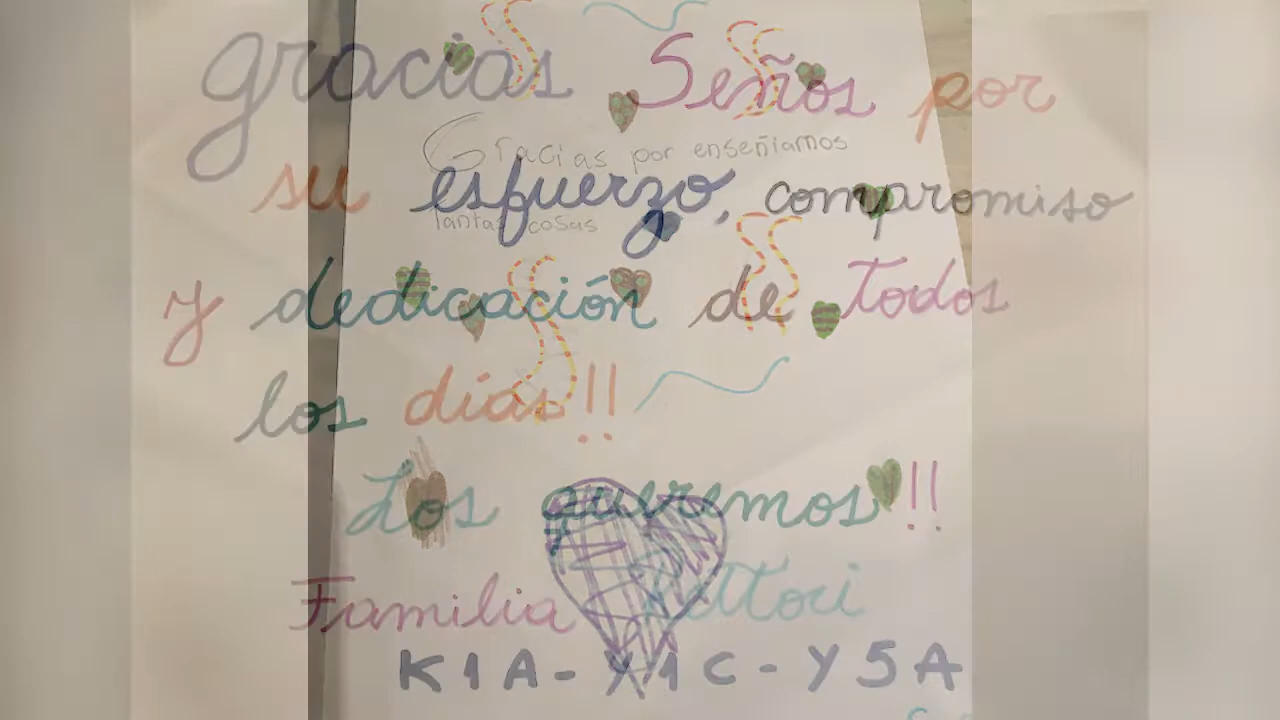 gracias Seños por
Gracias por enseñarnos
su esfuerzo, compromiso
tantas cosas
y dedicación de todos
los días!!
Los queremos!!
Familia
K1A-Y1C-Y5A